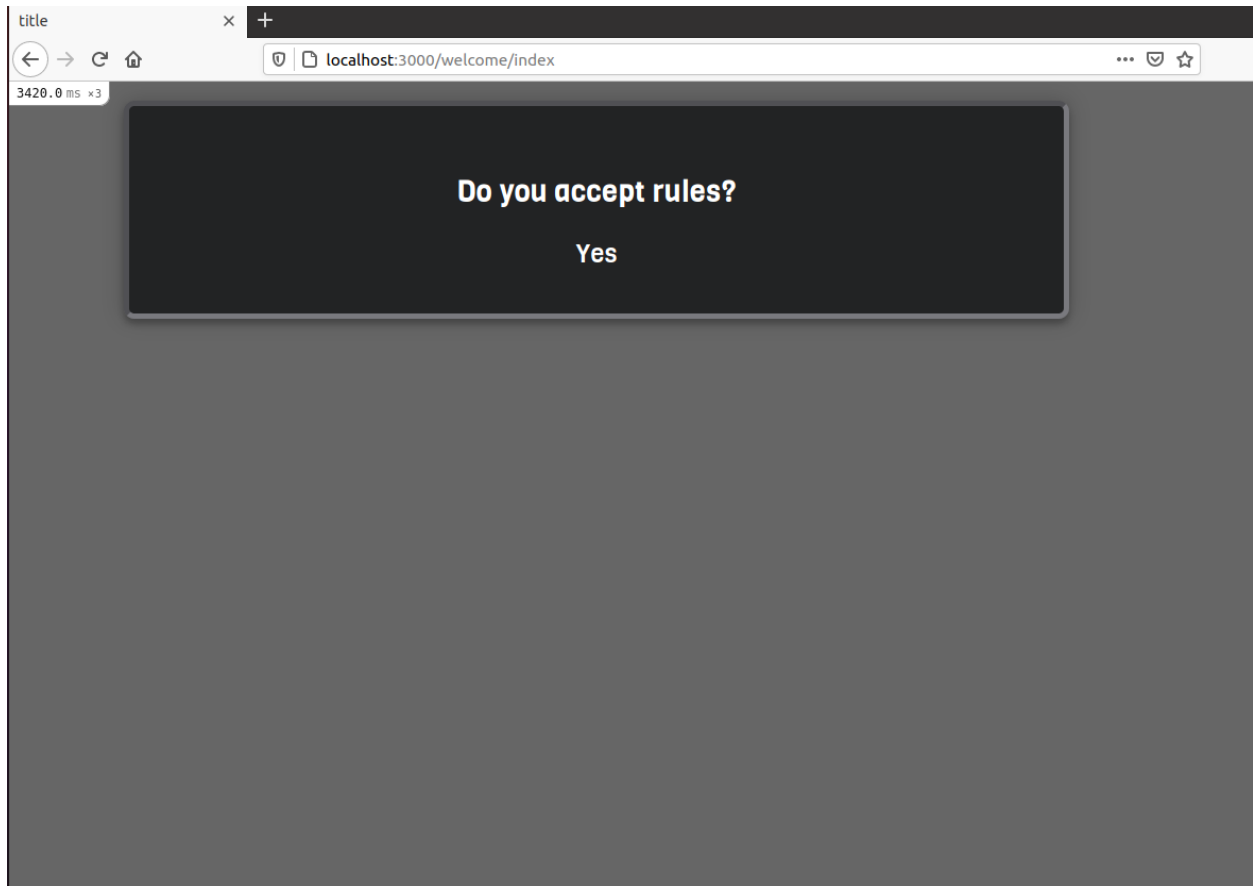 title
localhost:3000/welcome/index
3420.0 ms ×3
Do you accept rules?
Yes